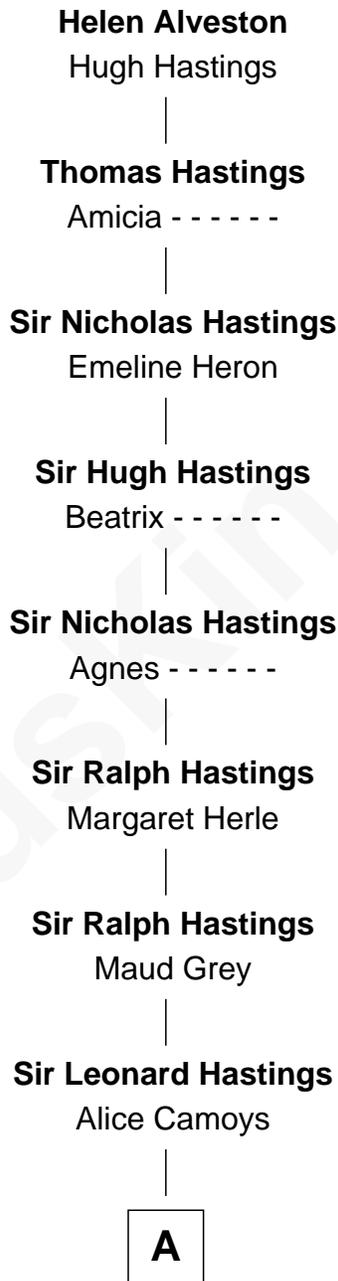 Helen Alveston
Hugh Hastings
Thomas Hastings
Amicia - - - - - -
Sir Nicholas Hastings
Emeline Heron
Sir Hugh Hastings
Beatrix - - - - - -
Sir Nicholas Hastings
Agnes - - - - - -
Sir Ralph Hastings
Margaret Herle
Sir Ralph Hastings
Maud Grey
Sir Leonard Hastings
Alice Camoys
A